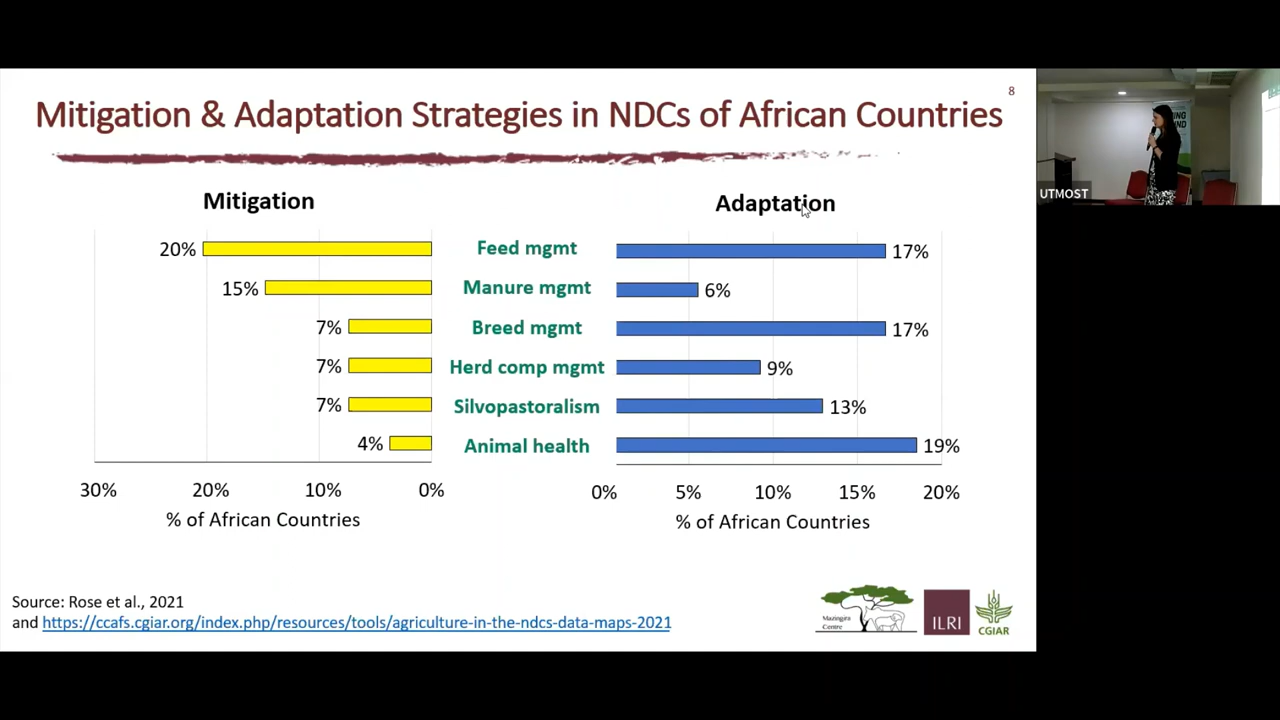 8
Mitigation & Adaptation Strategies in NDCs of African Countries
Mitigation
Adaptation
20% Feed mgmt 17%
15% Manure mgmt 6%
7% Breed mgmt 17%
7% Herd comp mgmt 9%
7% Silvopastoralism 13%
4% Animal health 19%
30% 20% 10% 0%
0% 5% 10% 15% 20%
% of African Countries
% of African Countries
Source: Rose et al., 2021
and https://ccafs.cgiar.org/index.php/resources/tools/agriculture-in-the-ndcs-data-maps-2021
Mazingira
Centre
ILRI
CGIAR
UTMOST